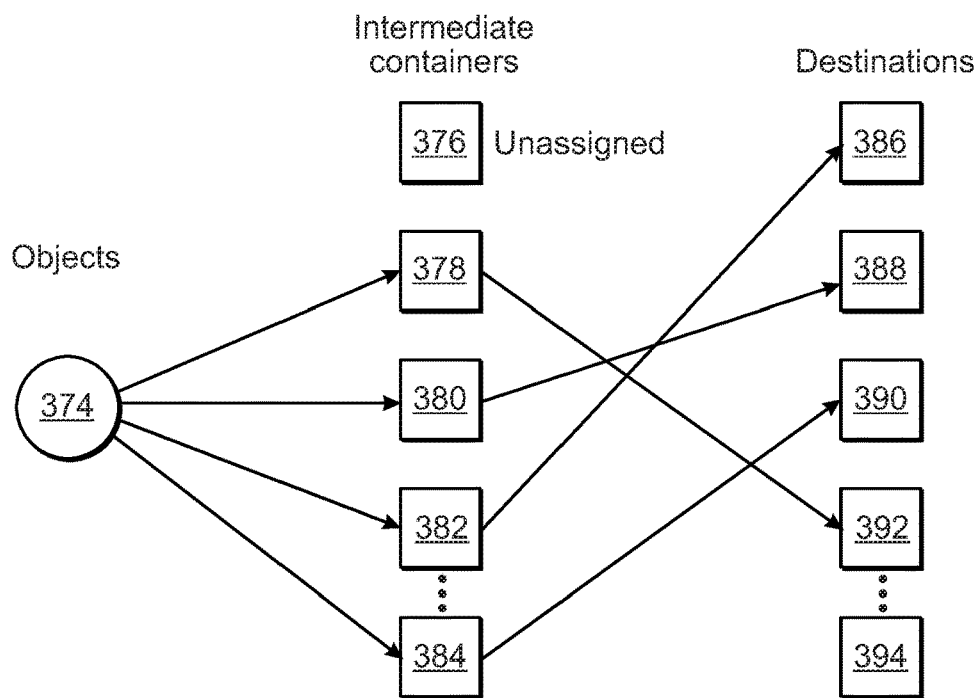 Intermediate
containers
Destinations
376 Unassigned
386
Objects
378
388
374
380
390
382
392
384
394